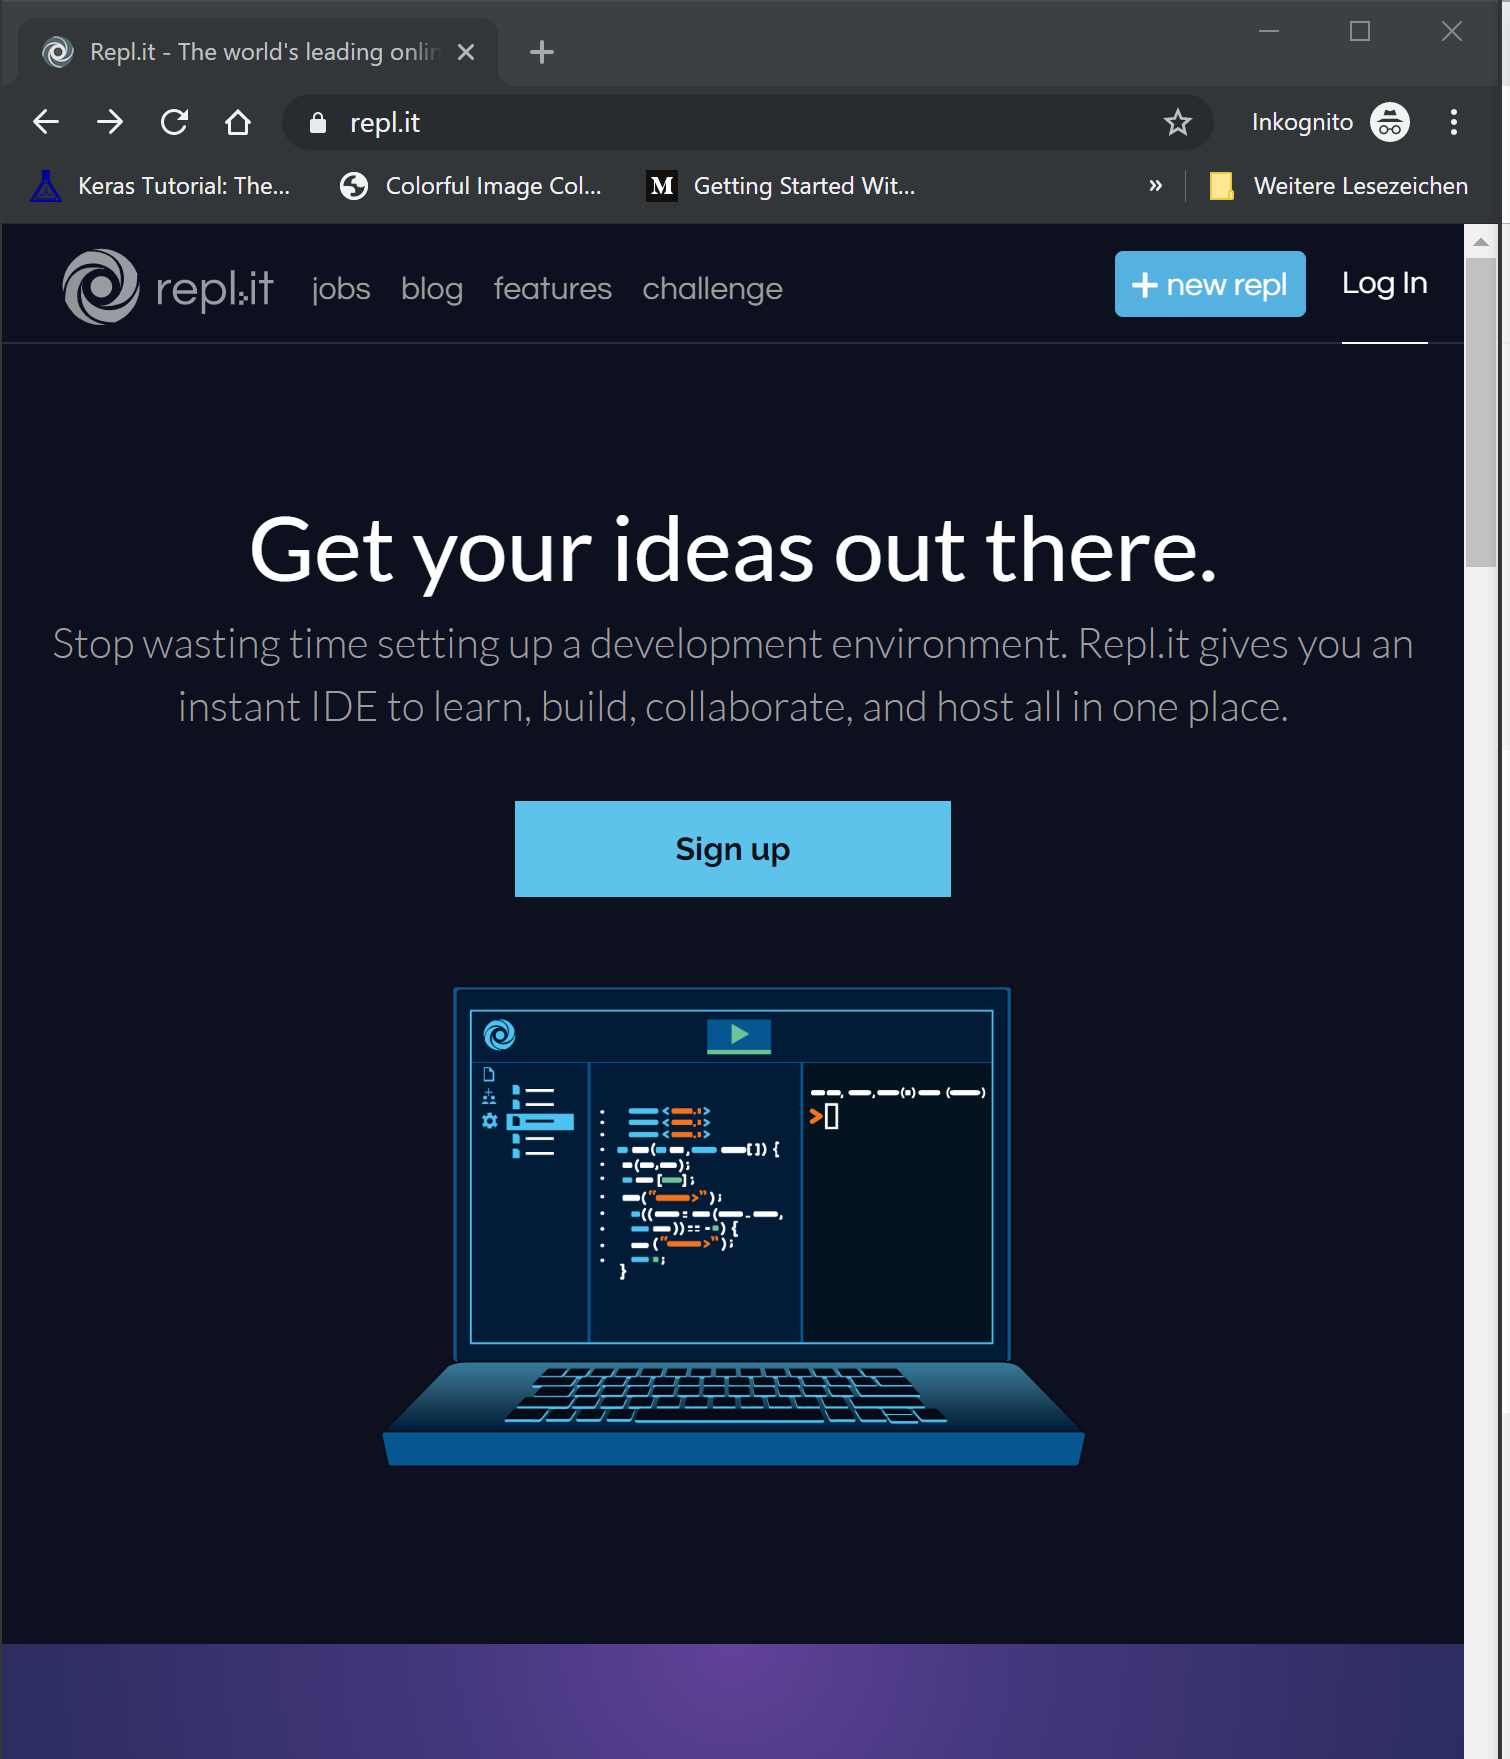 Repl.it - The world's leading onlin
repl.it
Inkognito
Keras Tutorial: The...
Colorful Image Col...
M
Getting Started Wit...
»
Weitere Lesezeichen
repl.it
jobs
blog
features
challenge
+ new repl
Log In
Get your ideas out there.
Stop wasting time setting up a development environment. Repl.it gives you an
instant IDE to learn, build, collaborate, and host all in one place.
Sign up